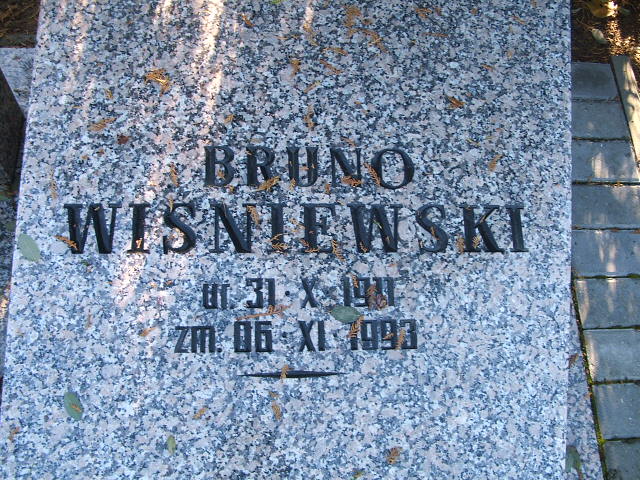 BRUNO
WIŚNIEWSKI
ur 31 · X · 1911
zm. 06 · XI · 1993